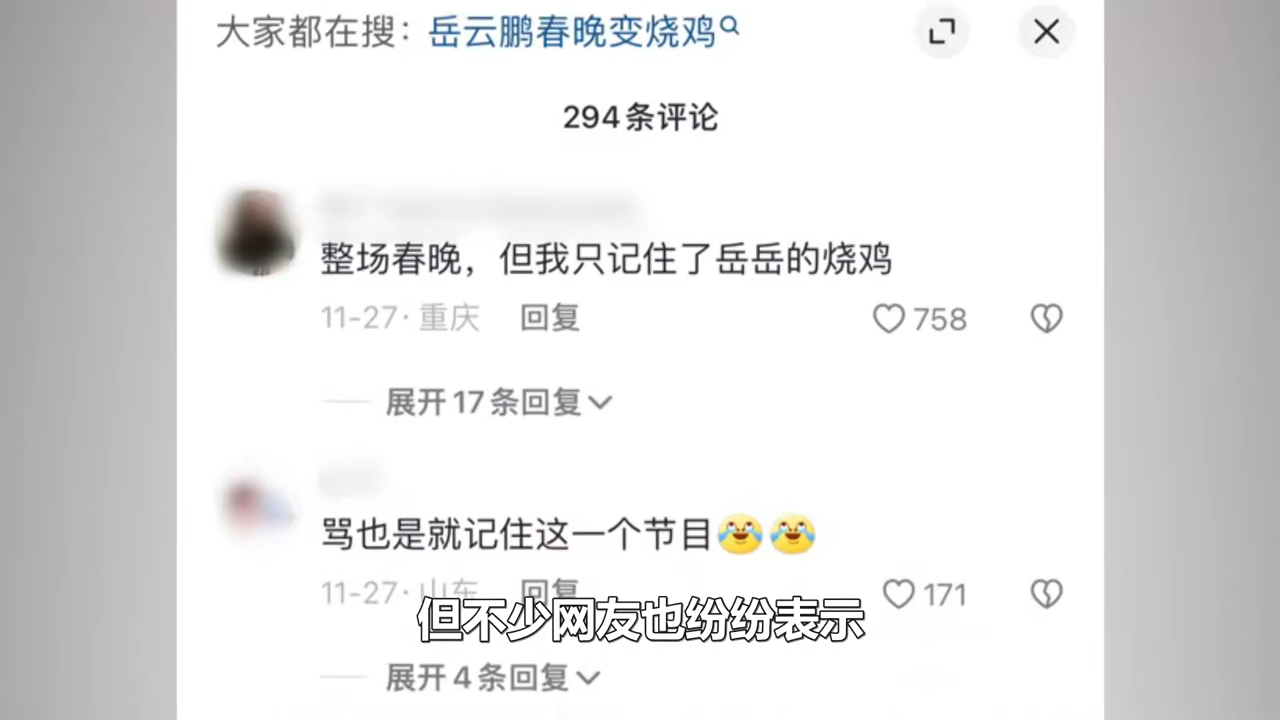 大家都在搜：岳云鹏春晚变烧鸡
294条评论
整场春晚，但我只记住了岳岳的烧鸡
11-27·重庆 回复 758
展开17条回复
骂也是就记住这一个节目😂😂
11-27·山东 回复 171
但不少网友也纷纷表示
展开4条回复